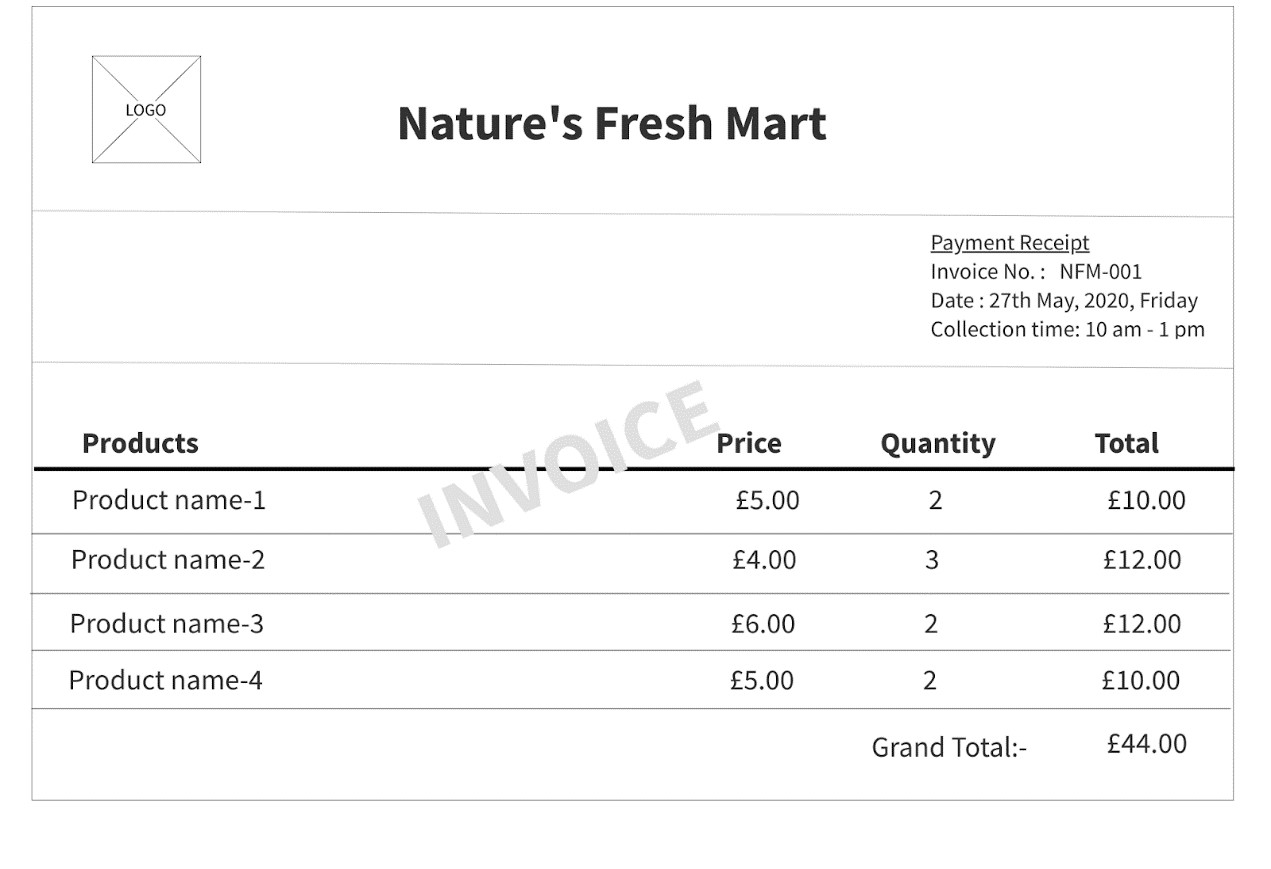 LOGO
Nature's Fresh Mart
Payment Receipt
Invoice No. :   NFM-001
Date : 27th May, 2020, Friday
Collection time: 10 am - 1 pm
INVOICE
Products Price Quantity Total
Product name-1 £5.00 2 £10.00
Product name-2 £4.00 3 £12.00
Product name-3 £6.00 2 £12.00
Product name-4 £5.00 2 £10.00
Grand Total:- £44.00